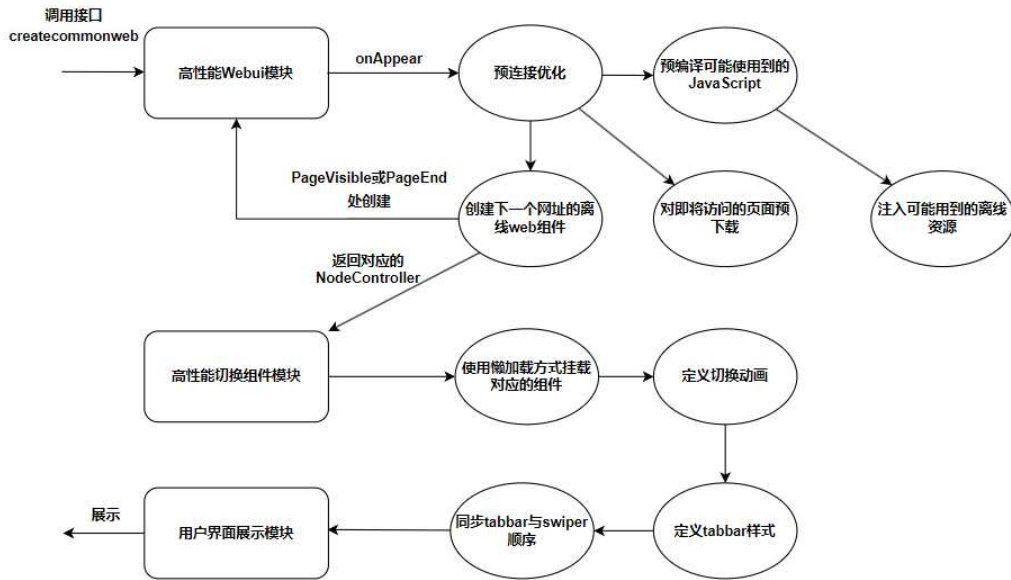 调用接口
createcommonweb
高性能Webui模块
onAppear
预连接优化
预编译可能使用到的
JavaScript
PageVisible或PageEnd
处创建
创建下一个网址的离
线web组件
对即将访问的页面预
下载
注入可能用到的离线
资源
返回对应的
NodeController
高性能切换组件模块
使用懒加载方式挂载
对应的组件
定义切换动画
展示
用户界面展示模块
同步tabbar与swiper
顺序
定义tabbar样式